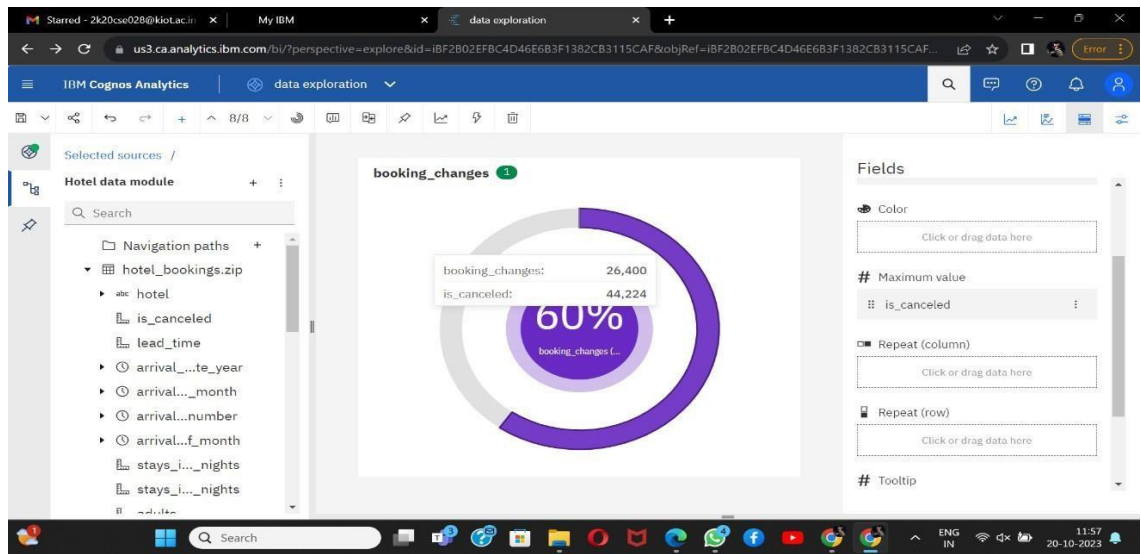 Starred - 2k20cse028@kiot.ac.in
My IBM
data exploration
us3.ca.analytics.ibm.com/bi/?perspective=explore&id=iBF2B02EFBC4D46E6B3F1382CB3115CAF&objRef=iBF2B02EFBC4D46E6B3F1382CB3115CAF...
Error
IBM Cognos Analytics
data exploration
8/8
Selected sources /
Hotel data module
Search
Navigation paths
hotel_bookings.zip
abc hotel
is_canceled
lead_time
arrival_...te_year
arrival..._month
arrival...number
arrival...f_month
stays_i..._nights
stays_i..._nights
adults
booking_changes 1
booking_changes: 26,400
is_canceled: 44,224
60%
booking_changes (...
Fields
Color
Click or drag data here
# Maximum value
is_canceled
Repeat (column)
Click or drag data here
Repeat (row)
Click or drag data here
# Tooltip
1
Search
4
ENG
IN
11:57
20-10-2023